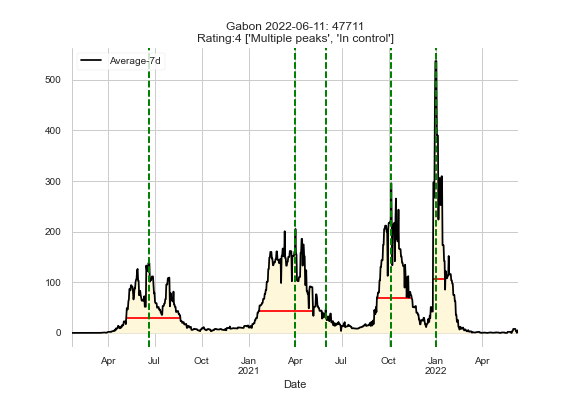 Gabon 2022-06-11: 47711
Rating:4 ['Multiple peaks', 'In control']
Average-7d
500
400
300
200
100
0
Apr Jul Oct Jan Apr Jul Oct Jan Apr
2021 2022
Date